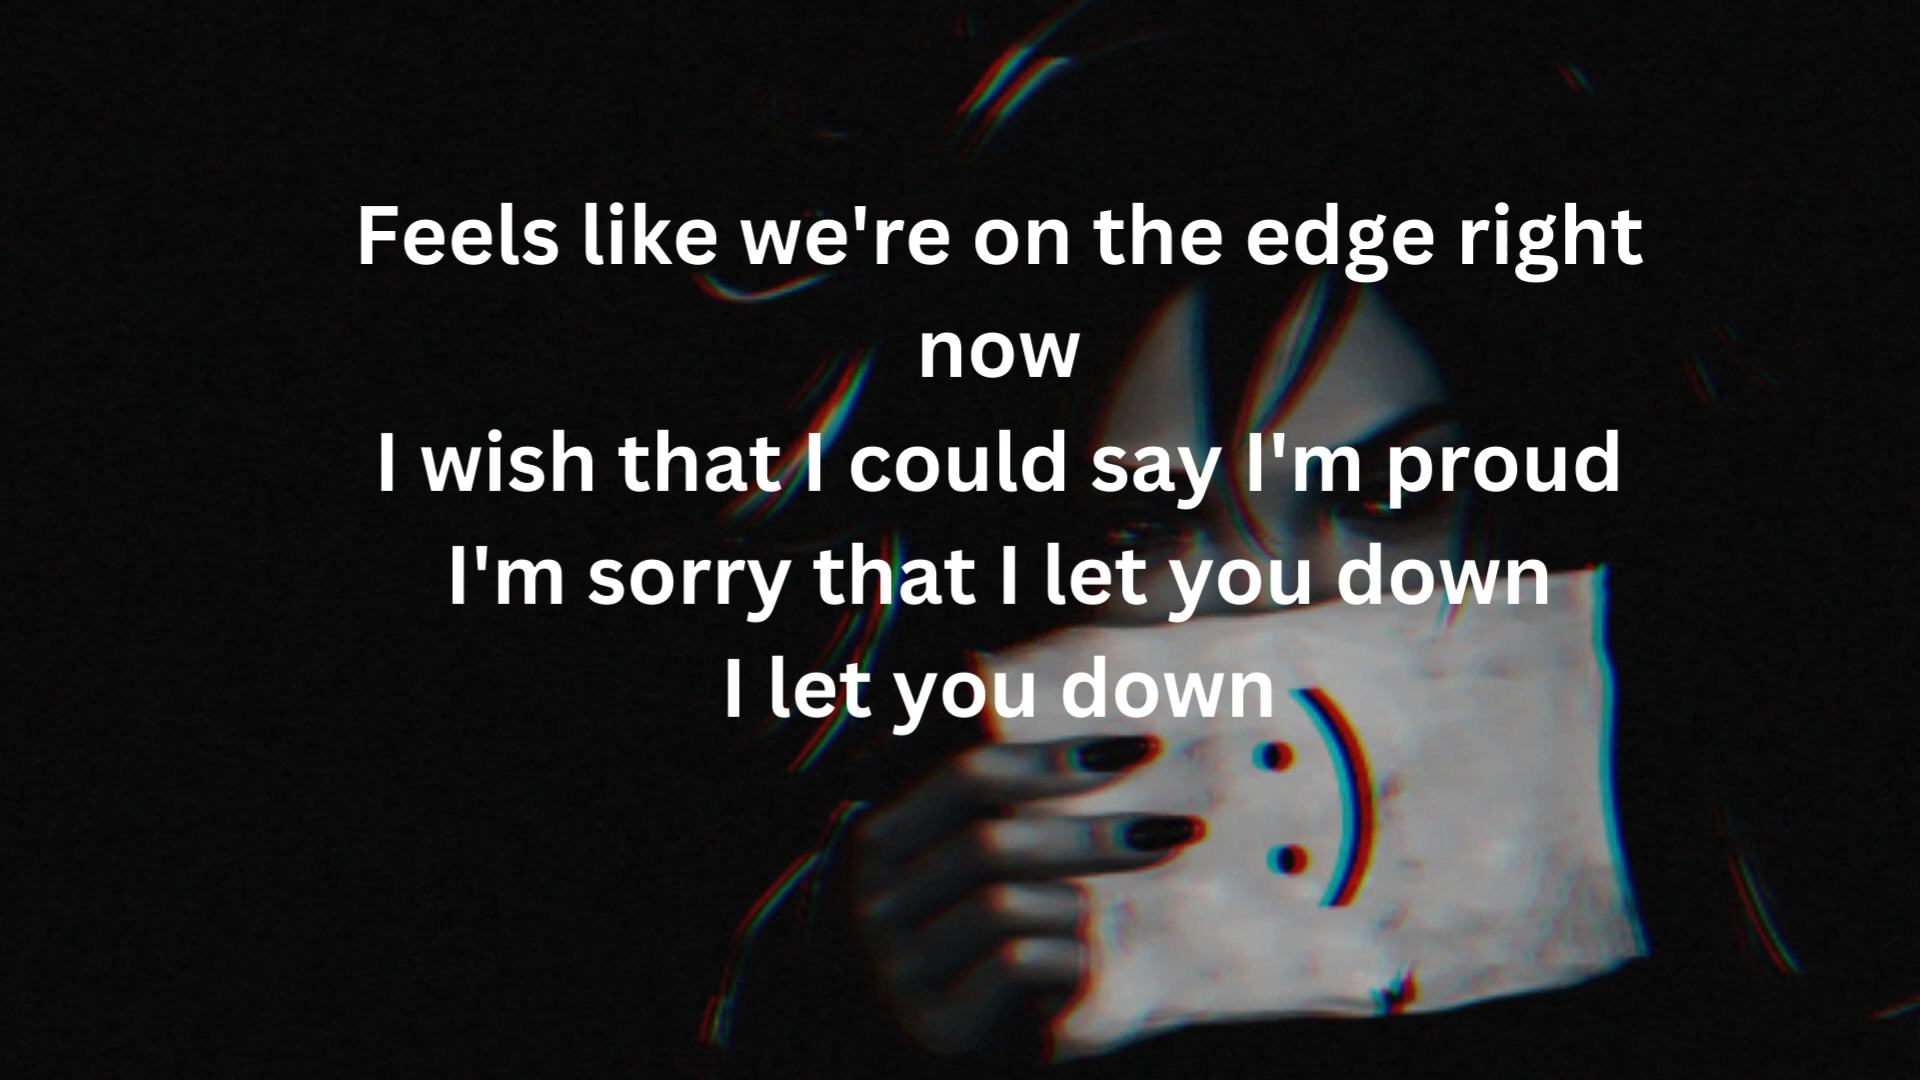 Feels like we're on the edge right
now
I wish that I could say I'm proud
I'm sorry that I let you down
I let you down